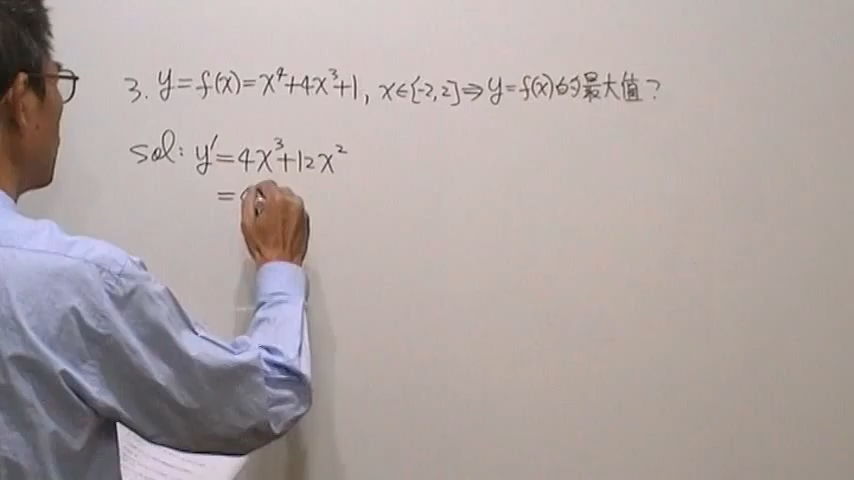 3. y=f(x)=x⁴+4x³+1, x∈[-2,2]⇒y=f(x)的最大值?
sol: y'=4x³+12x²
=